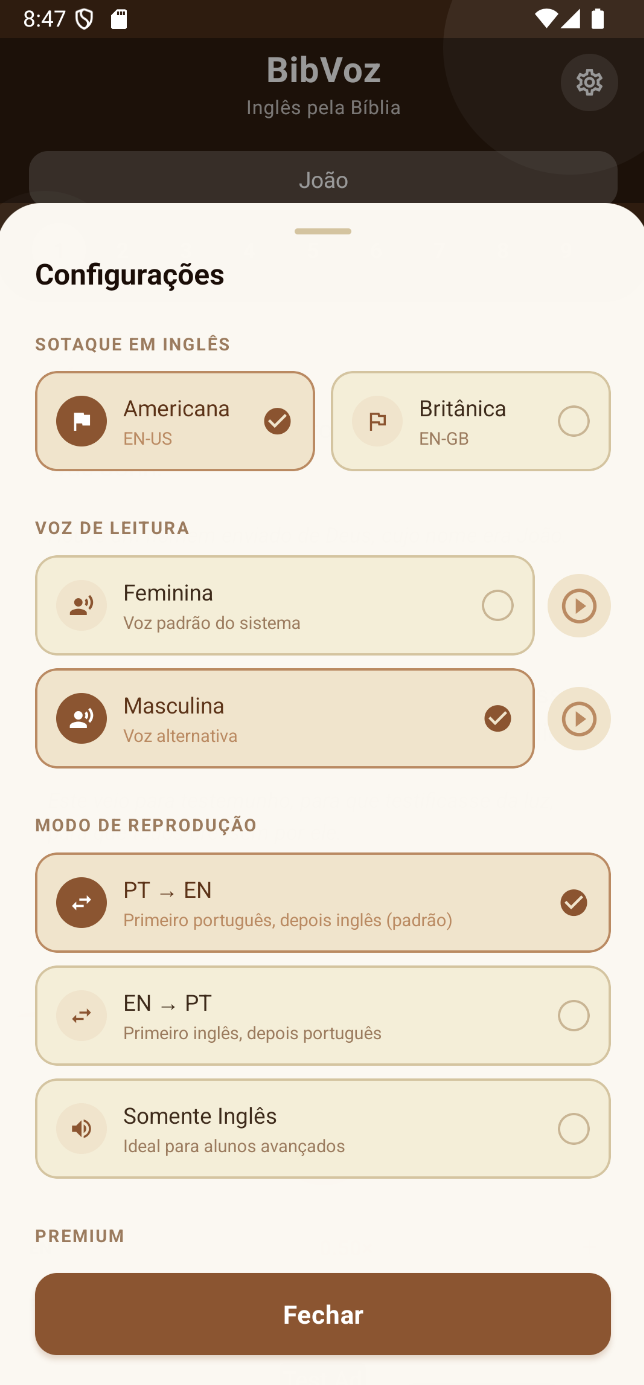 8:47
BibVoz
Inglês pela Bíblia
João
Configurações
SOTAQUE EM INGLÊS
Americana
EN-US
Britânica
EN-GB
VOZ DE LEITURA
Feminina
Voz padrão do sistema
Masculina
Voz alternativa
MODO DE REPRODUÇÃO
PT → EN
Primeiro português, depois inglês (padrão)
EN → PT
Primeiro inglês, depois português
Somente Inglês
Ideal para alunos avançados
PREMIUM
Fechar